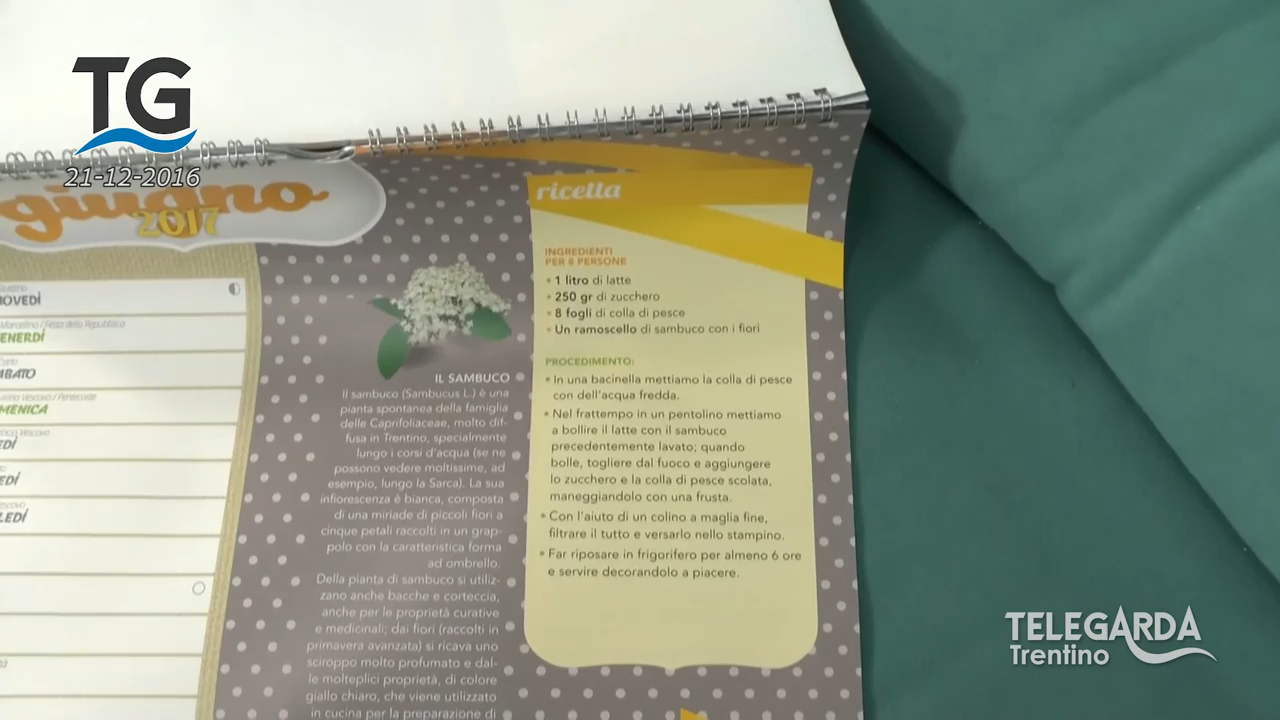 TG
21-12-2016
giugno
2017
IOVEDÌ
Marcellino / Festa della Repubblica
ENERDÌ
Carlo
ABATO
MENICA
EDÌ
EDÌ
LEDÌ
IL SAMBUCO
Il sambuco (Sambucus L.) è una
pianta spontanea della famiglia
delle Caprifoliaceae, molto dif-
fusa in Trentino, specialmente
lungo i corsi d'acqua (se ne
possono vedere moltissime, ad
esempio, lungo la Sarca). La sua
infiorescenza è bianca, composta
di una miriade di piccoli fiori a
cinque petali raccolti in un grap-
polo con la caratteristica forma
ad ombrello.
Della pianta di sambuco si utiliz-
zano anche bacche e corteccia,
anche per le proprietà curative
e medicinali; dai fiori (raccolti in
primavera avanzata) si ricava uno
sciroppo molto profumato e dal-
le molteplici proprietà, di colore
giallo chiaro, che viene utilizzato
in cucina per la preparazione di
ricetta
INGREDIENTI
PER 8 PERSONE
• 1 litro di latte
• 250 gr di zucchero
• 8 fogli di colla di pesce
• Un ramoscello di sambuco con i fiori
PROCEDIMENTO:
• In una bacinella mettiamo la colla di pesce
con dell'acqua fredda.
• Nel frattempo in un pentolino mettiamo
a bollire il latte con il sambuco
precedentemente lavato; quando
bolle, togliere dal fuoco e aggiungere
lo zucchero e la colla di pesce scolata,
maneggiandolo con una frusta.
• Con l'aiuto di un colino a maglia fine,
filtrare il tutto e versarlo nello stampino.
• Far riposare in frigorifero per almeno 6 ore
e servire decorandolo a piacere.
TELEGARDA
Trentino